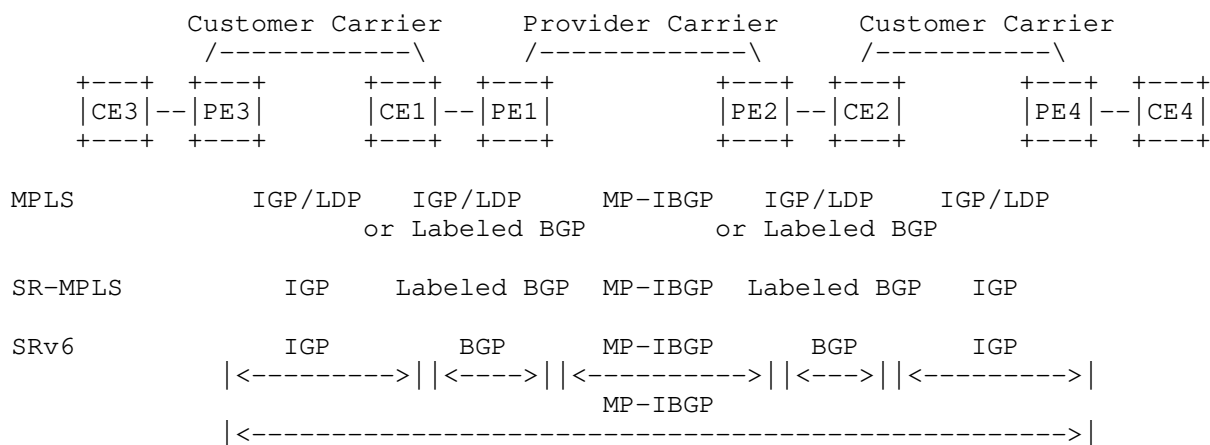 Customer Carrier Provider Carrier Customer Carrier
/------------\ /-------------\ /-----------\
+---+ +---+ +---+ +---+ +---+ +---+ +---+ +---+
|CE3|--|PE3| |CE1|--|PE1| |PE2|--|CE2| |PE4|--|CE4|
+---+ +---+ +---+ +---+ +---+ +---+ +---+ +---+
MPLS IGP/LDP IGP/LDP MP-IBGP IGP/LDP IGP/LDP
or Labeled BGP or Labeled BGP
SR-MPLS IGP Labeled BGP MP-IBGP Labeled BGP IGP
SRv6 IGP BGP MP-IBGP BGP IGP
|<--------->||<---->||<---------->||<--->||<--------->|
MP-IBGP
|<--------------------------------------------------->|